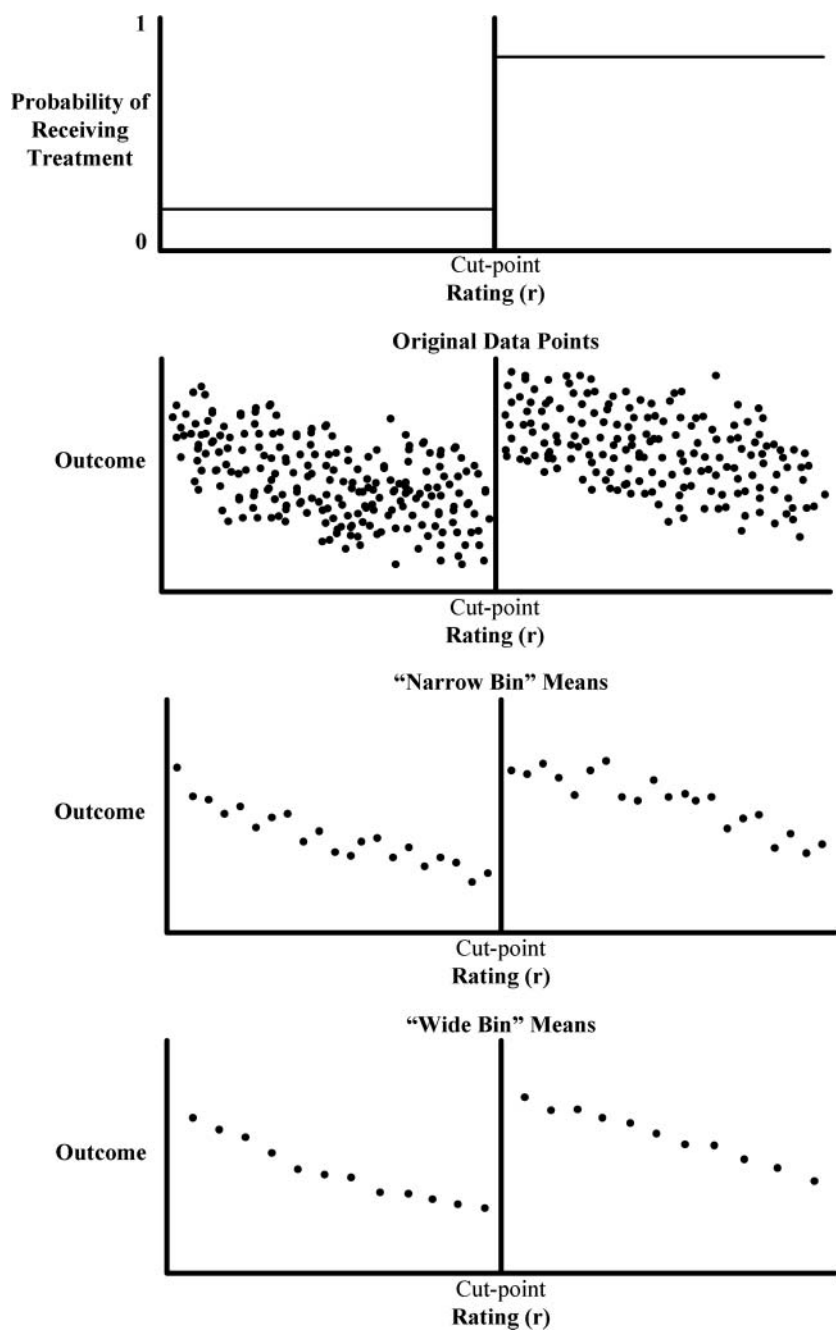 1
Probability of
Receiving
Treatment
0
Cut-point
Rating (r)
Original Data Points
Outcome
Cut-point
Rating (r)
“Narrow Bin” Means
Outcome
Cut-point
Rating (r)
“Wide Bin” Means
Outcome
Cut-point
Rating (r)